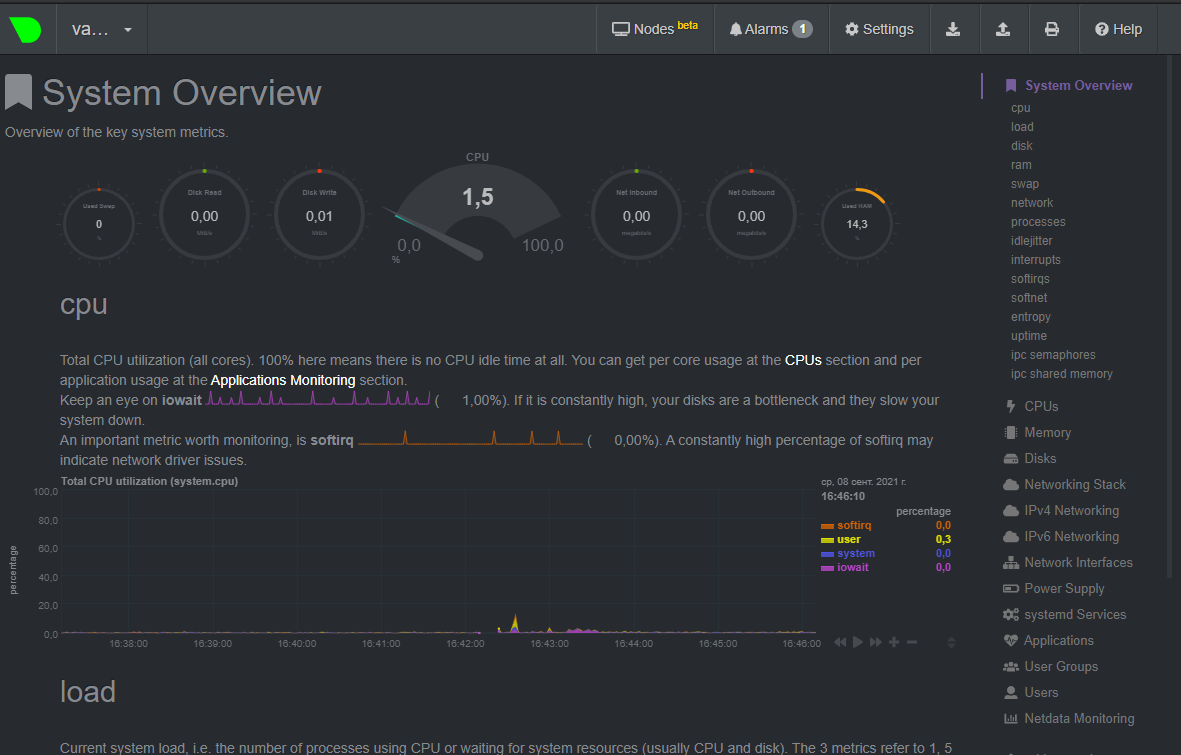 va...
Nodes beta
Alarms 1
Settings
Help
System Overview
Overview of the key system metrics.
Used Swap
0
%
Disk Read
0,00
MiB/s
Disk Write
0,01
MiB/s
CPU
1,5
0,0
100,0
%
Net Inbound
0,00
megabits/s
Net Outbound
0,00
megabits/s
Used RAM
14,3
%
cpu
Total CPU utilization (all cores). 100% here means there is no CPU idle time at all. You can get per core usage at the CPUs section and per
application usage at the Applications Monitoring section.
Keep an eye on iowait ( 1,00%). If it is constantly high, your disks are a bottleneck and they slow your
system down.
An important metric worth monitoring, is softirq ( 0,00%). A constantly high percentage of softirq may
indicate network driver issues.
Total CPU utilization (system.cpu)
percentage
100,0
80,0
60,0
40,0
20,0
0,0
16:38:00 16:39:00 16:40:00 16:41:00 16:42:00 16:43:00 16:44:00 16:45:00 16:46:00
ср, 08 сент. 2021 г.
16:46:10
percentage
softirq 0,0
user 0,3
system 0,0
iowait 0,0
load
Current system load, i.e. the number of processes using CPU or waiting for system resources (usually CPU and disk). The 3 metrics refer to 1, 5
System Overview
cpu
load
disk
ram
swap
network
processes
idlejitter
interrupts
softirqs
softnet
entropy
uptime
ipc semaphores
ipc shared memory
CPUs
Memory
Disks
Networking Stack
IPv4 Networking
IPv6 Networking
Network Interfaces
Power Supply
systemd Services
Applications
User Groups
Users
Netdata Monitoring